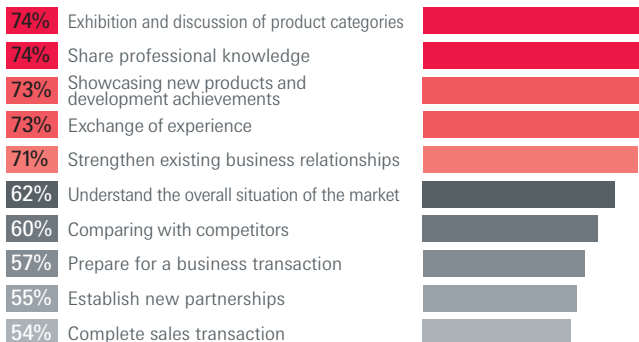 74% Exhibition and discussion of product categories
74% Share professional knowledge
73% Showcasing new products and
development achievements
73% Exchange of experience
71% Strengthen existing business relationships
62% Understand the overall situation of the market
60% Comparing with competitors
57% Prepare for a business transaction
55% Establish new partnerships
54% Complete sales transaction